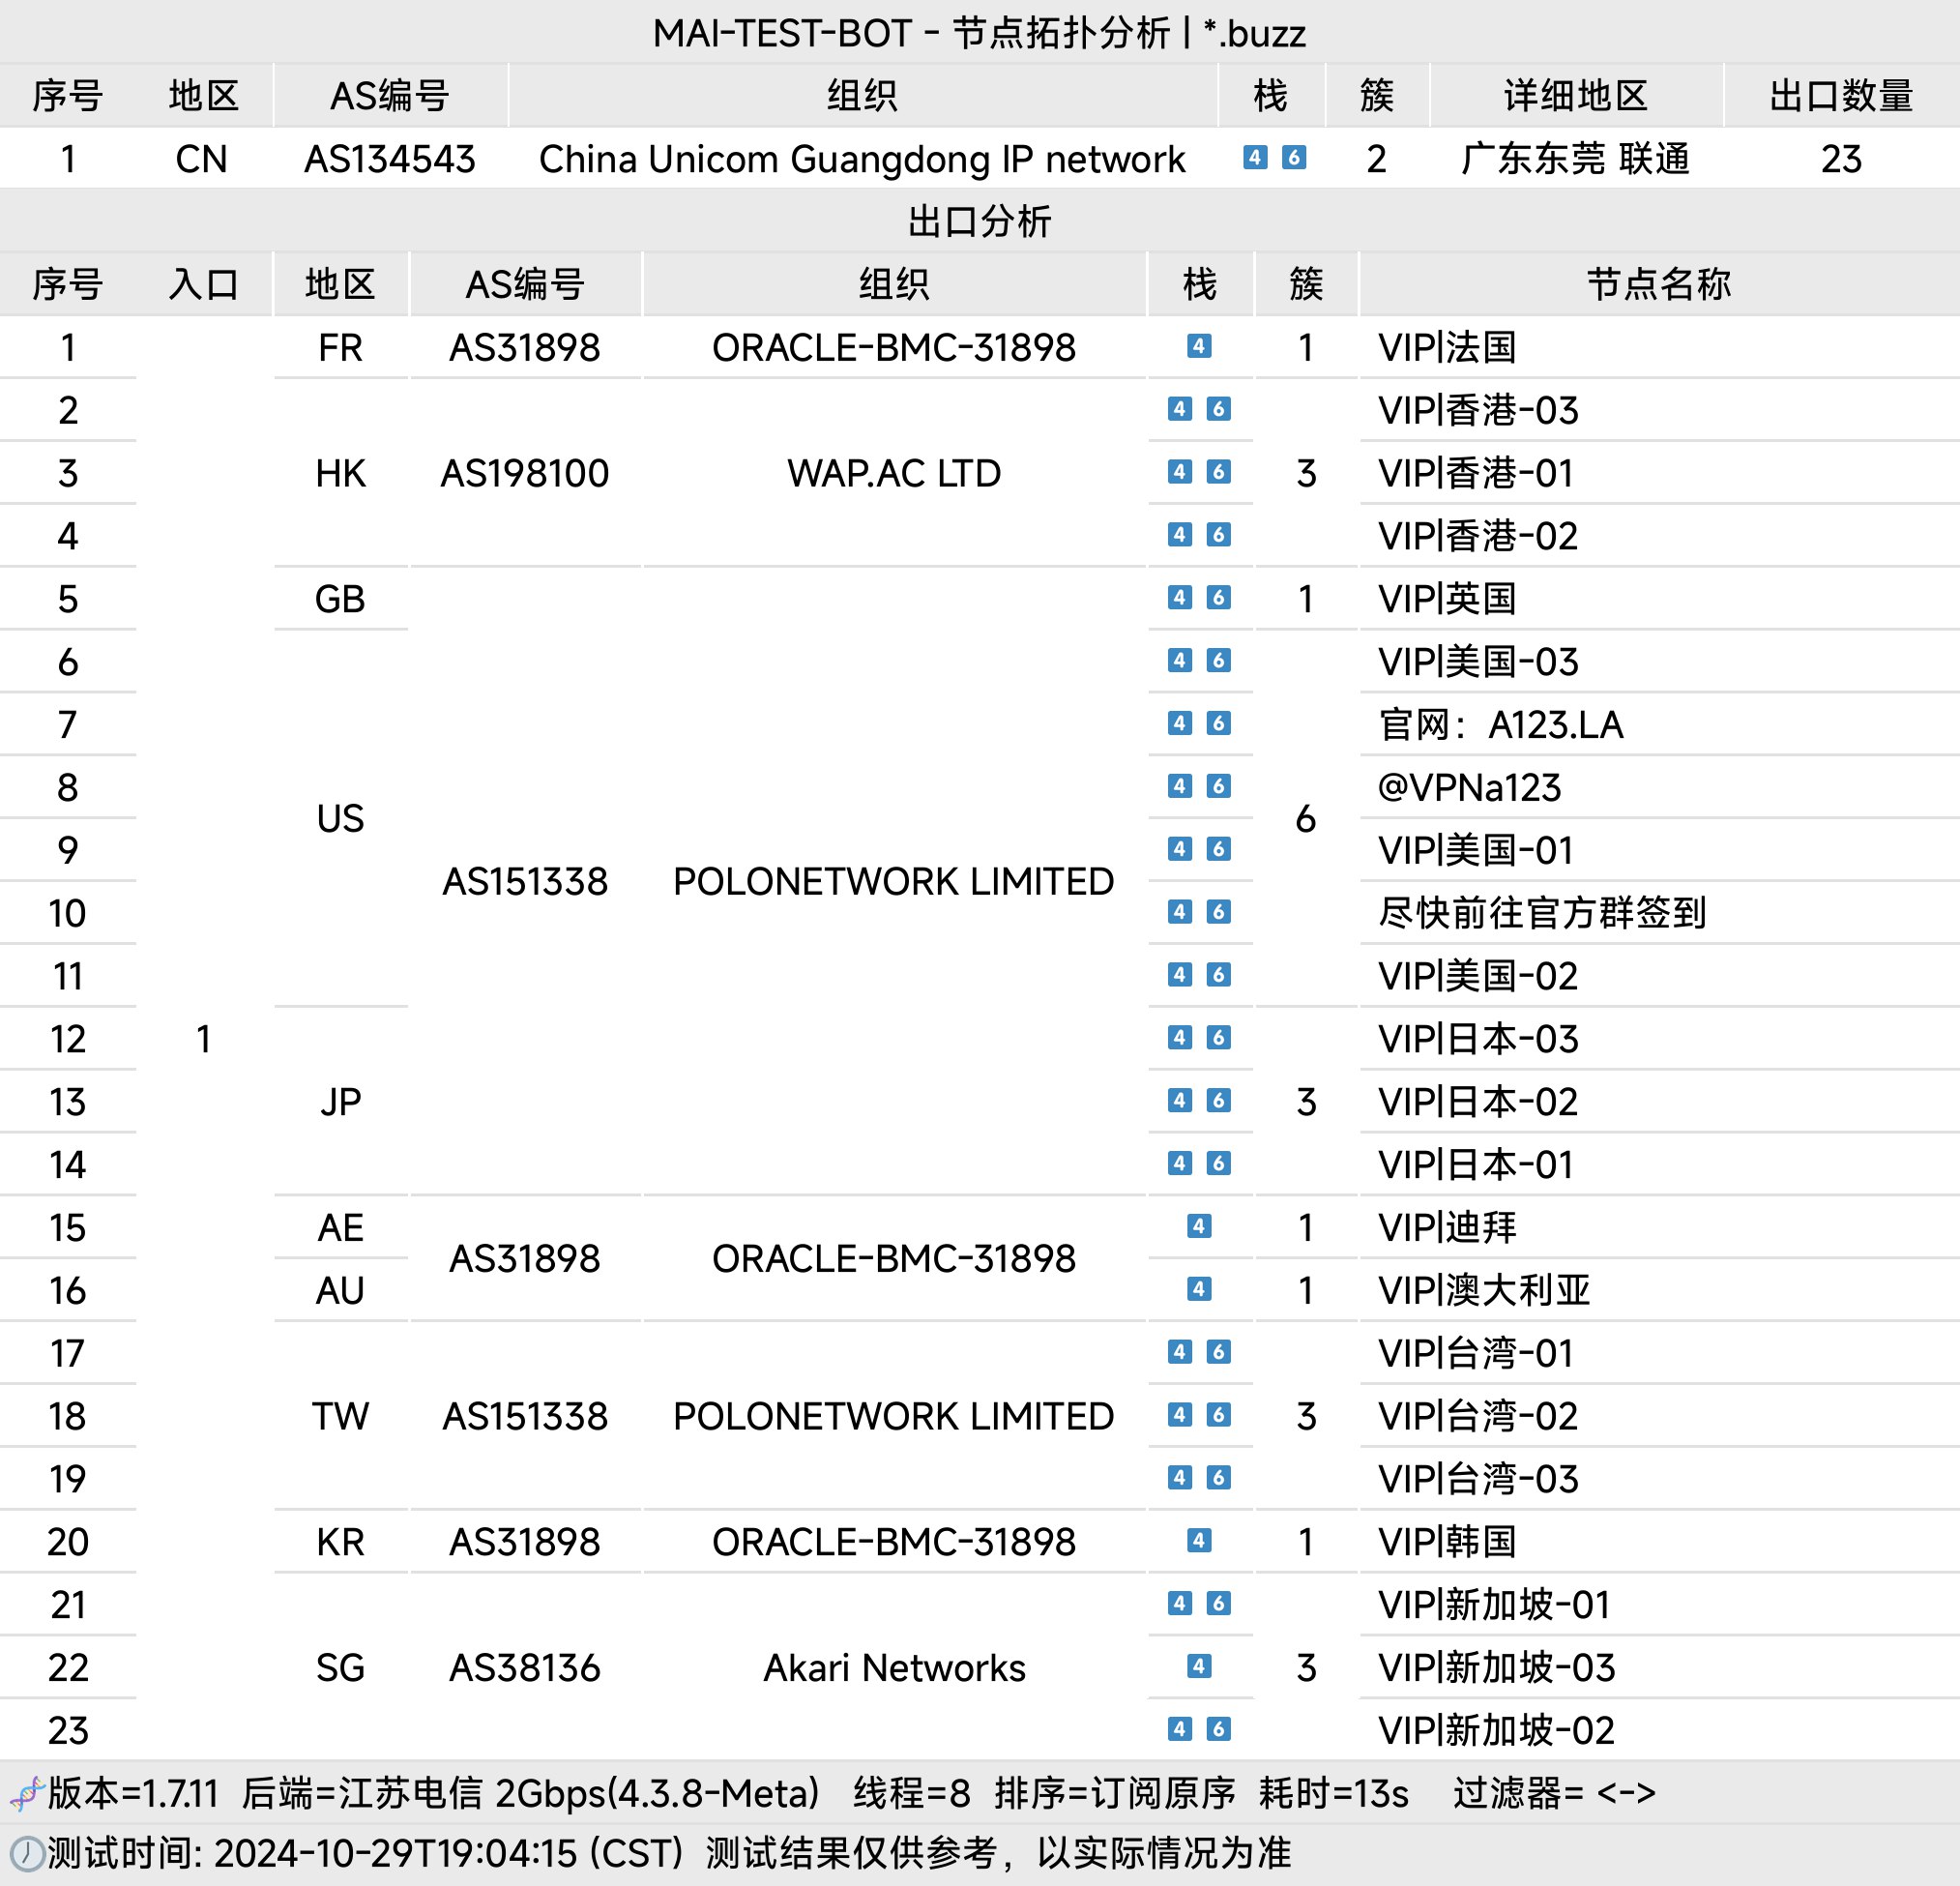 MAI-TEST-BOT - 节点拓扑分析 | *.buzz
序号 地区 AS编号 组织 栈 簇 详细地区 出口数量
1 CN AS134543 China Unicom Guangdong IP network 4 6 2 广东东莞 联通 23
出口分析
序号 入口 地区 AS编号 组织 栈 簇 节点名称
1 FR AS31898 ORACLE-BMC-31898 4 1 VIP|法国
2 4 6 VIP|香港-03
3 HK AS198100 WAP.AC LTD 4 6 3 VIP|香港-01
4 4 6 VIP|香港-02
5 GB 4 6 1 VIP|英国
6 4 6 VIP|美国-03
7 4 6 官网：A123.LA
8 4 6 @VPNa123
US 6
9 4 6 VIP|美国-01
AS151338 POLONETWORK LIMITED
10 4 6 尽快前往官方群签到
11 4 6 VIP|美国-02
12 1 4 6 VIP|日本-03
13 JP 4 6 3 VIP|日本-02
14 4 6 VIP|日本-01
15 AE 4 1 VIP|迪拜
AS31898 ORACLE-BMC-31898
16 AU 4 1 VIP|澳大利亚
17 4 6 VIP|台湾-01
18 TW AS151338 POLONETWORK LIMITED 4 6 3 VIP|台湾-02
19 4 6 VIP|台湾-03
20 KR AS31898 ORACLE-BMC-31898 4 1 VIP|韩国
21 4 6 VIP|新加坡-01
22 SG AS38136 Akari Networks 4 3 VIP|新加坡-03
23 4 6 VIP|新加坡-02
版本=1.7.11 后端=江苏电信 2Gbps(4.3.8-Meta) 线程=8 排序=订阅原序 耗时=13s 过滤器= <->
测试时间: 2024-10-29T19:04:15 (CST) 测试结果仅供参考，以实际情况为准